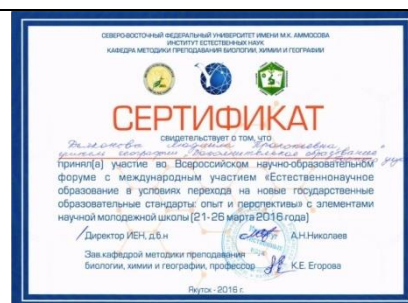 СЕВЕРО-ВОСТОЧНЫЙ ФЕДЕРАЛЬНЫЙ УНИВЕРСИТЕТ ИМЕНИ М.К. АММОСОВА
ИНСТИТУТ ЕСТЕСТВЕННЫХ НАУК
КАФЕДРА МЕТОДИКИ ПРЕПОДАВАНИЯ БИОЛОГИИ, ХИМИИ И ГЕОГРАФИИ
СЕРТИФИКАТ
свидетельствует о том, что
Людмила
учитель географии
принял(а) участие во Всероссийском научно-образовательном
форуме с международным участием «Естественнонаучное
образование в условиях перехода на новые государственные
образовательные стандарты: опыт и перспективы» с элементами
научной молодежной школы (21-26 марта 2016 года)
Директор ИЕН, д.б.н А.Н.Николаев
Зав.кафедрой методики преподавания
биологии, химии и географии, профессор К.Е. Егорова
Якутск - 2016 г.